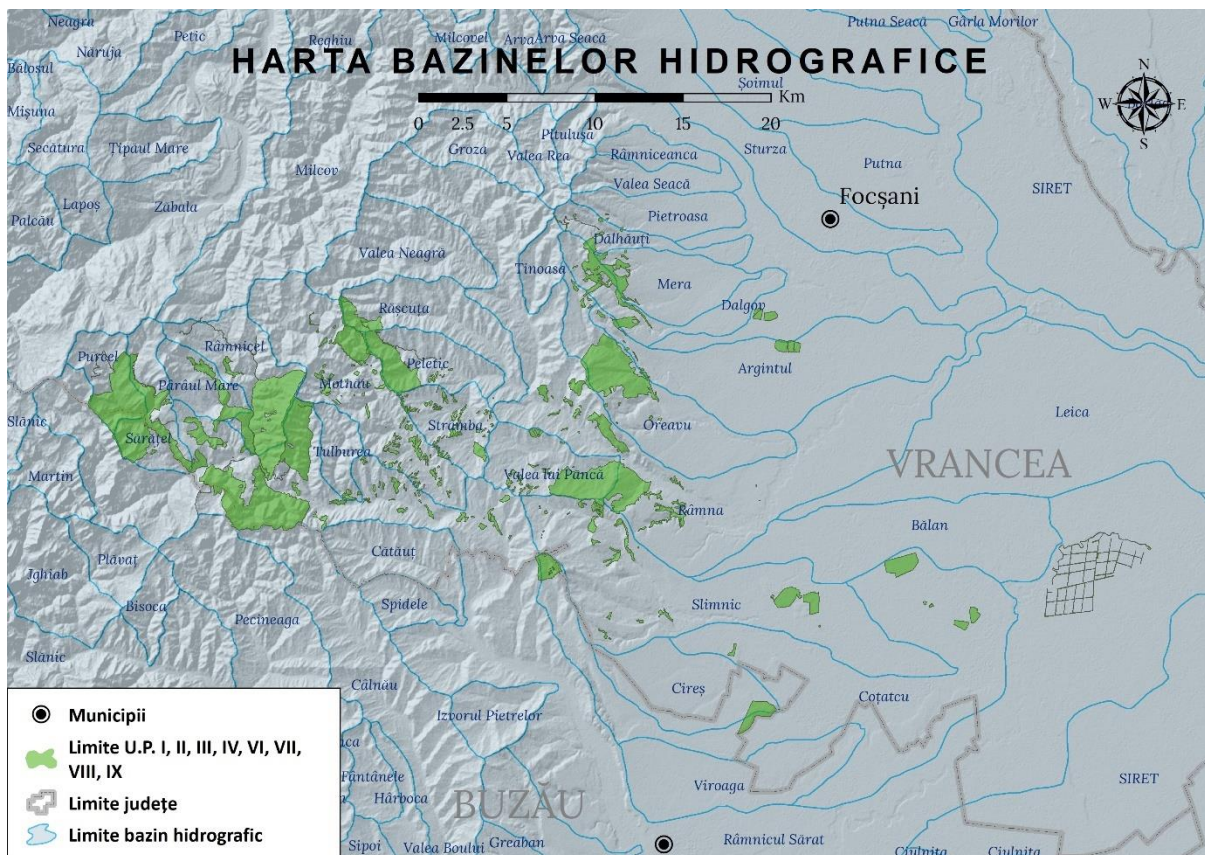 Neagra
Petic
Reghiu
Milcovel
Arva
Arva Seacă
Putna Seacă
Gârla Morilor
Năruja
HARTA BAZINELOR HIDROGRAFICE
Bălosul
Șoimul
N
Km
W
E
S
0
2.5
5
10
15
20
Mișuna
Pituluşa
Secătura
Țipaul Mare
Groza
Valea Rea
Râmniceanca
Sturza
Putna
Milcov
Valea Seacă
SIRET
Lapoș
Zabala
Focșani
Palcău
Pietroasa
Dălhăuți
Valea Neagră
Tinoasa
Mera
Râșcuța
Dalgov
Râmnicel
Purcel
Peletic
Argintul
Pârâul Mare
Motnău
Slănic
Leica
Strâmba
Oreavu
Sărățel
Tulburea
VRANCEA
Martin
Valea lui Pancă
Râmna
Bălan
Cătăuț
Plăvaț
Jghiab
Slimnic
Bisoca
Spidele
Pecineaga
Slănic
Cireș
Coțatcu
Câlnău
Izvorul Pietrelor
Municipii
Limite U.P. I, II, III, IV, VI, VII,
VIII, IX
Fântânele
Viroaga
SIRET
Hârboca
BUZĂU
Limite județe
Limite bazin hidrografic
Sipoi
Valea Boului
Greaban
Râmnicul Sărat
Ciulnița
Ciulnița